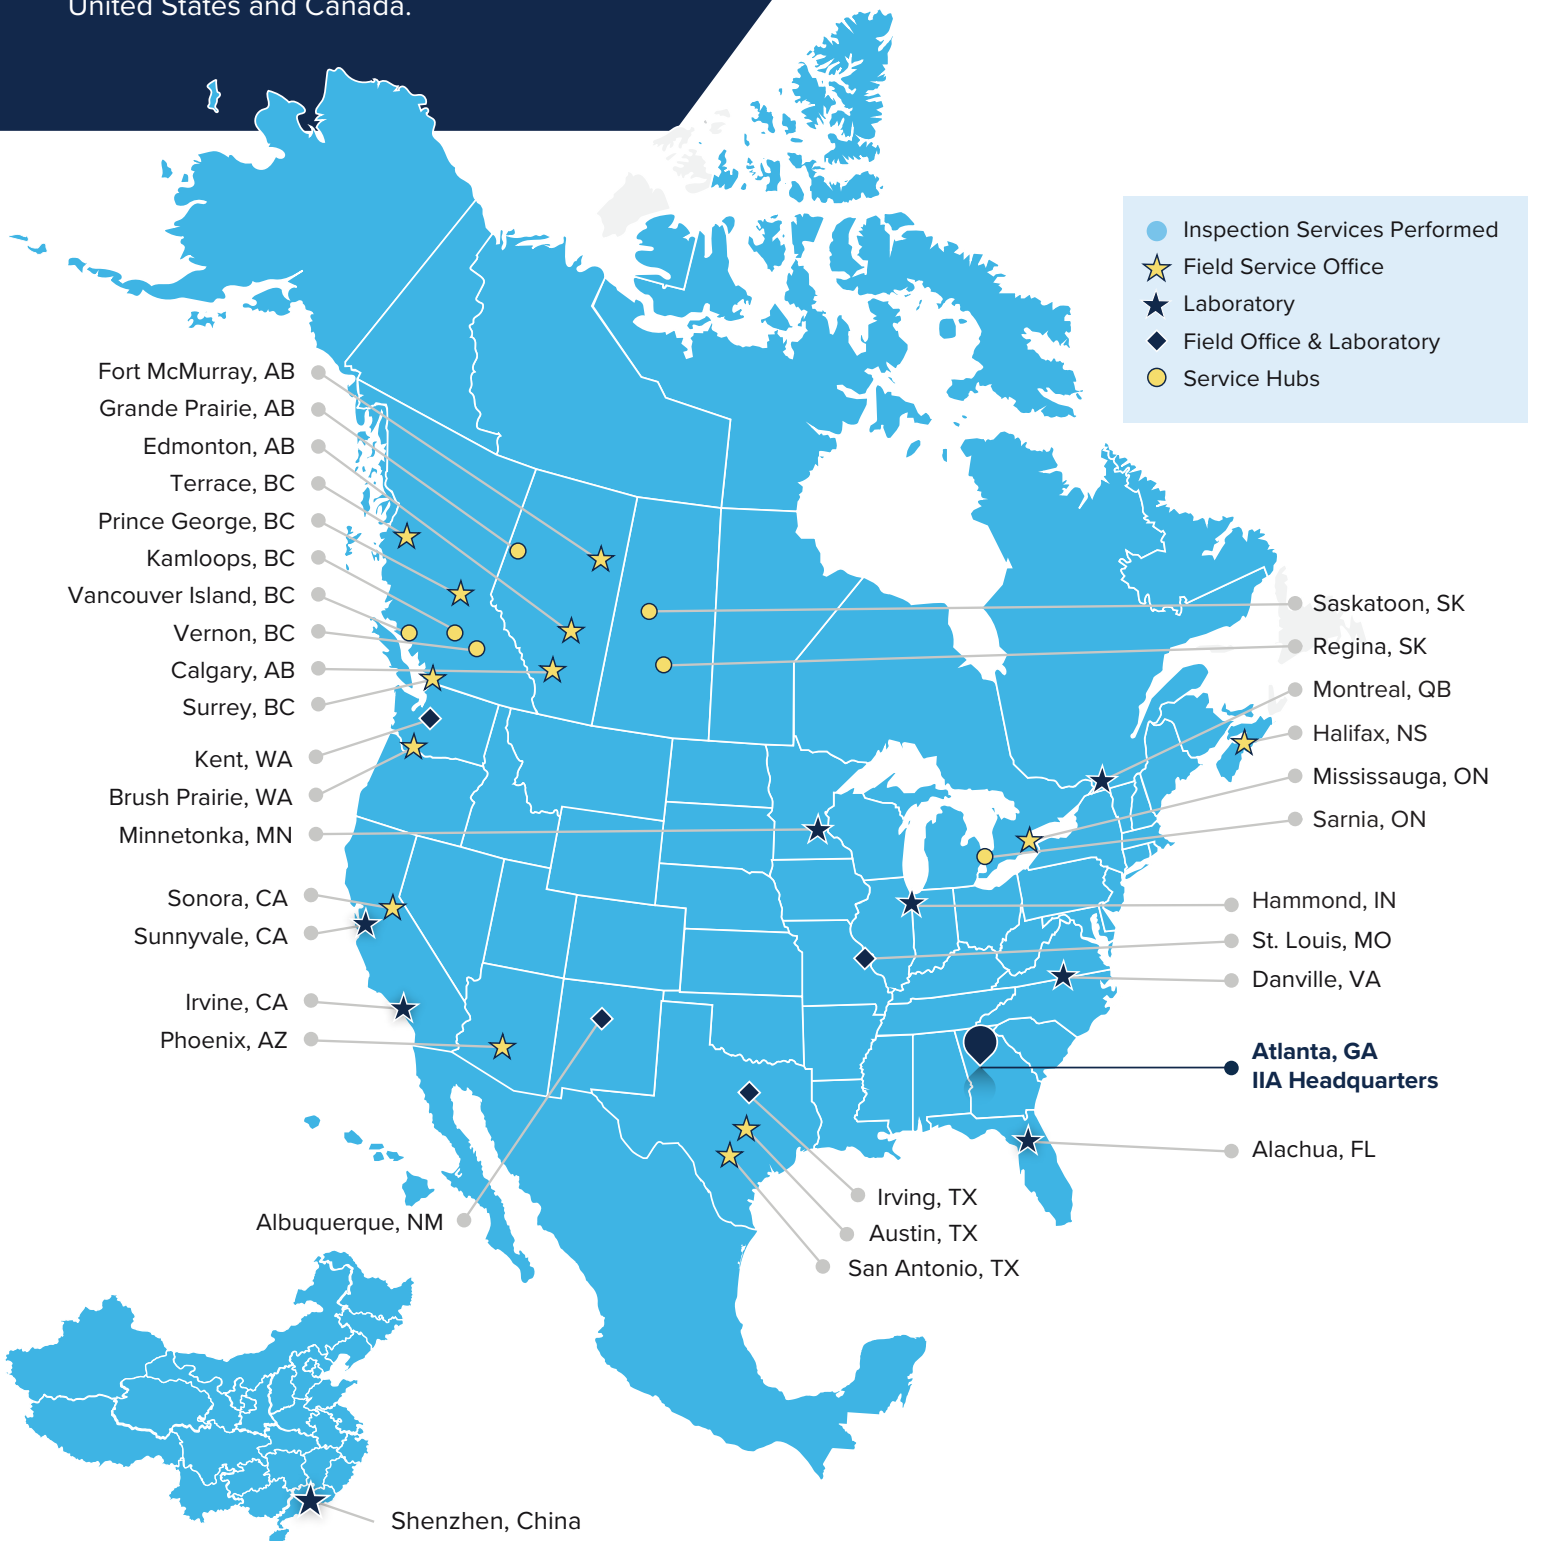 United States and Canada.
Inspection Services Performed
Field Service Office
Laboratory
Field Office & Laboratory
Service Hubs
Fort McMurray, AB
Grande Prairie, AB
Edmonton, AB
Terrace, BC
Prince George, BC
Kamloops, BC
Vancouver Island, BC
Vernon, BC
Calgary, AB
Surrey, BC
Kent, WA
Brush Prairie, WA
Minnetonka, MN
Sonora, CA
Sunnyvale, CA
Irvine, CA
Phoenix, AZ
Albuquerque, NM
Saskatoon, SK
Regina, SK
Montreal, QB
Halifax, NS
Mississauga, ON
Sarnia, ON
Hammond, IN
St. Louis, MO
Danville, VA
Atlanta, GA
IIA Headquarters
Alachua, FL
Irving, TX
Austin, TX
San Antonio, TX
Shenzhen, China